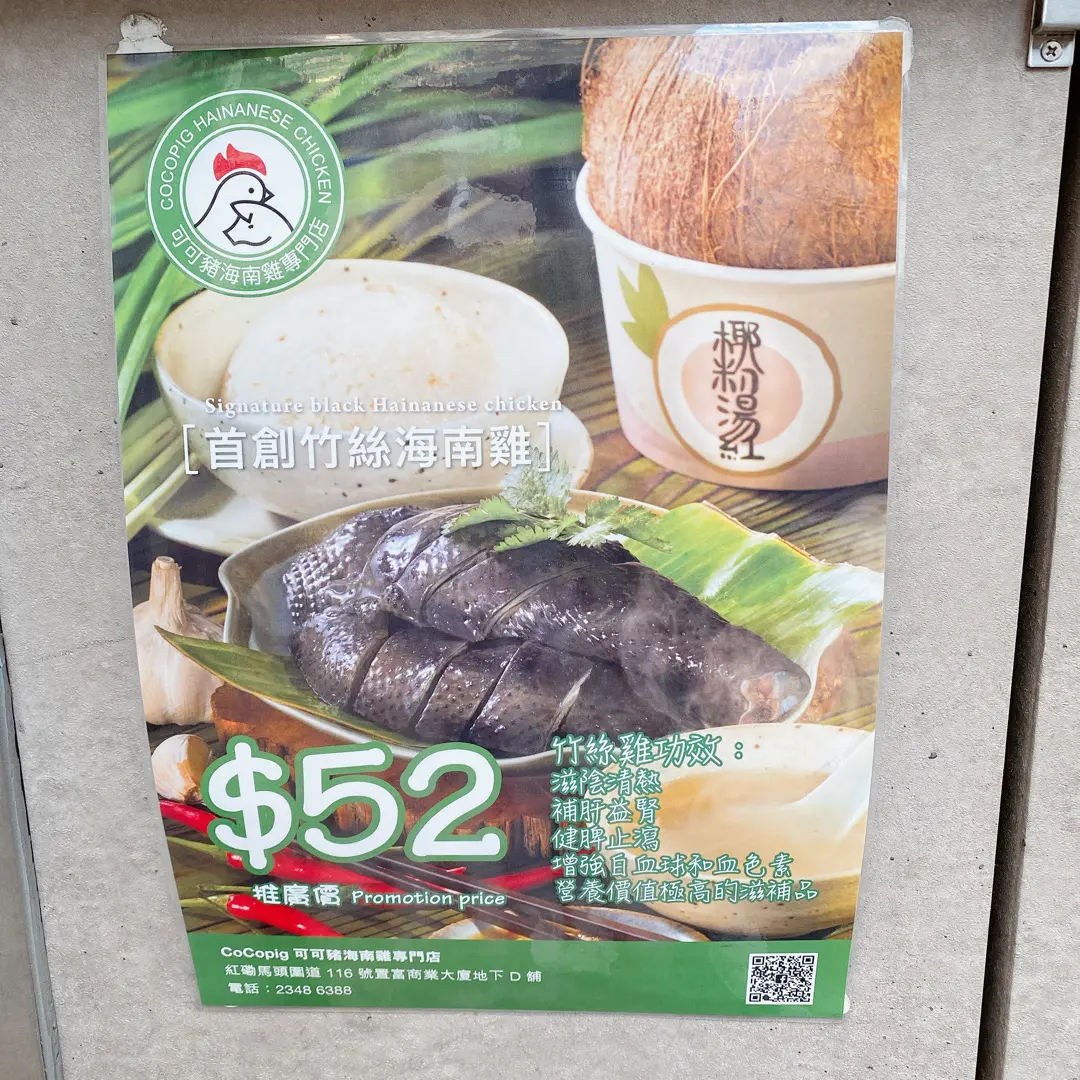 COCOPIG HAINANESE CHICKEN
可可豬海南雞專門店
椰粉湯紅
Signature black Hainanese chicken
[首創竹絲海南雞]
$52
推廣價 Promotion price
竹絲雞功效：
滋陰清熱
補肝益腎
健脾止瀉
增強自血球和血色素
營養價值極高的滋補品
CoCopig 可可豬海南雞專門店
紅磡馬頭圍道 116 號置富商業大廈地下 D 舖
電話：2348 6388